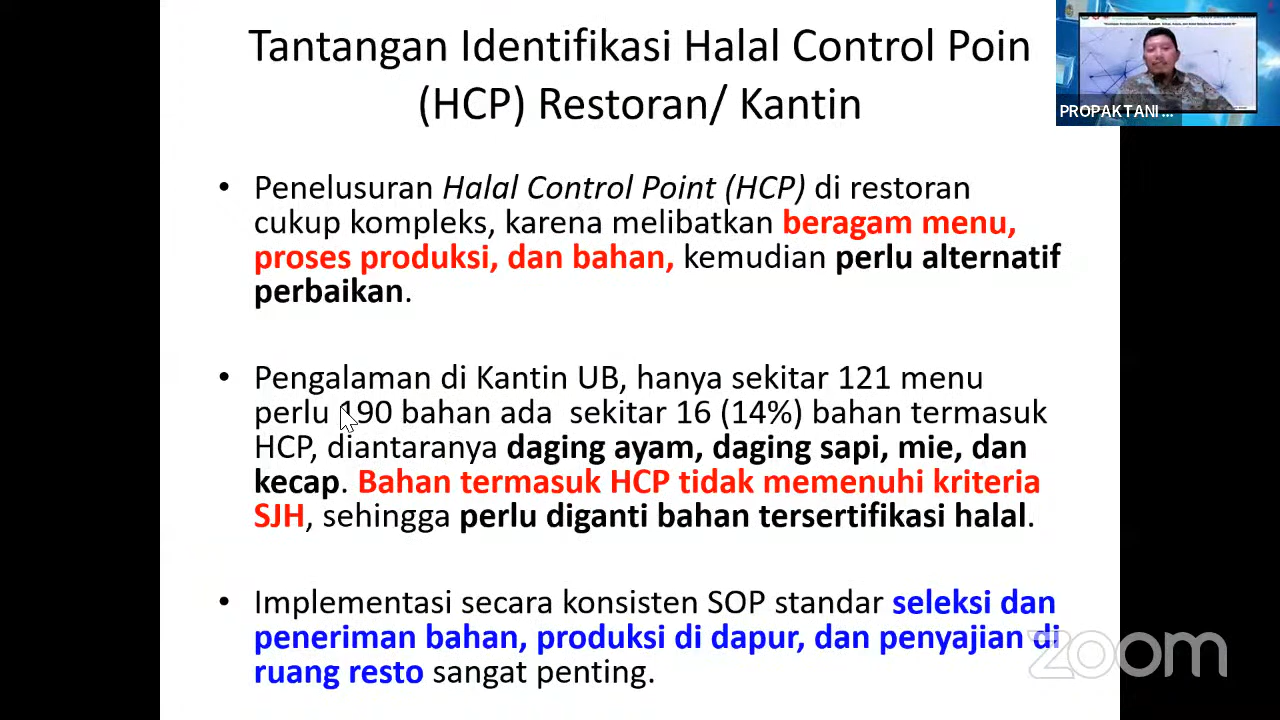 Tantangan Identifikasi Halal Control Poin
(HCP) Restoran/ Kantin
PROPAKTANI ...
• Penelusuran Halal Control Point (HCP) di restoran
cukup kompleks, karena melibatkan beragam menu,
proses produksi, dan bahan, kemudian perlu alternatif
perbaikan.
• Pengalaman di Kantin UB, hanya sekitar 121 menu
perlu 190 bahan ada sekitar 16 (14%) bahan termasuk
HCP, diantaranya daging ayam, daging sapi, mie, dan
kecap. Bahan termasuk HCP tidak memenuhi kriteria
SJH, sehingga perlu diganti bahan tersertifikasi halal.
• Implementasi secara konsisten SOP standar seleksi dan
peneriman bahan, produksi di dapur, dan penyajian di
ruang resto sangat penting.
zoom